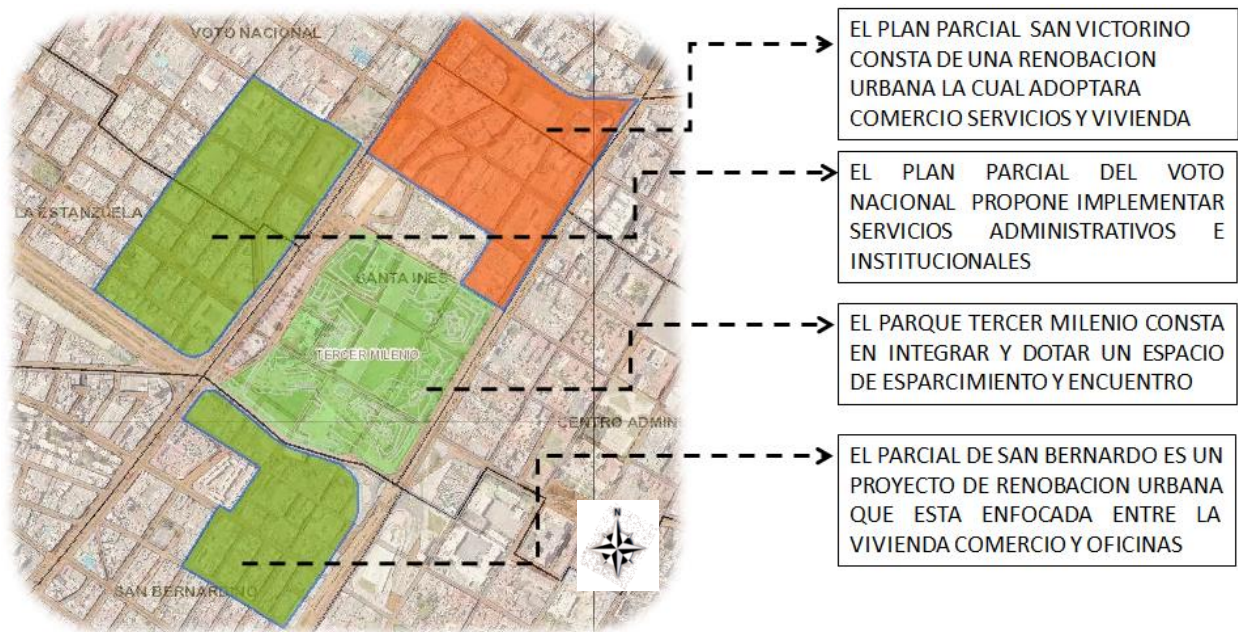 VOTO NACIONAL
LA ESTANZUELA
SANTA INES
TERCER MILENIO
CENTRO ADMIN
SAN BERNARDINO
N
EL PLAN PARCIAL SAN VICTORINO
CONSTA DE UNA RENOBACION
URBANA LA CUAL ADOPTARA
COMERCIO SERVICIOS Y VIVIENDA
EL PLAN PARCIAL DEL VOTO
NACIONAL PROPONE IMPLEMENTAR
SERVICIOS ADMINISTRATIVOS E
INSTITUCIONALES
EL PARQUE TERCER MILENIO CONSTA
EN INTEGRAR Y DOTAR UN ESPACIO
DE ESPARCIMIENTO Y ENCUENTRO
EL PARCIAL DE SAN BERNARDO ES UN
PROYECTO DE RENOBACION URBANA
QUE ESTA ENFOCADA ENTRE LA
VIVIENDA COMERCIO Y OFICINAS